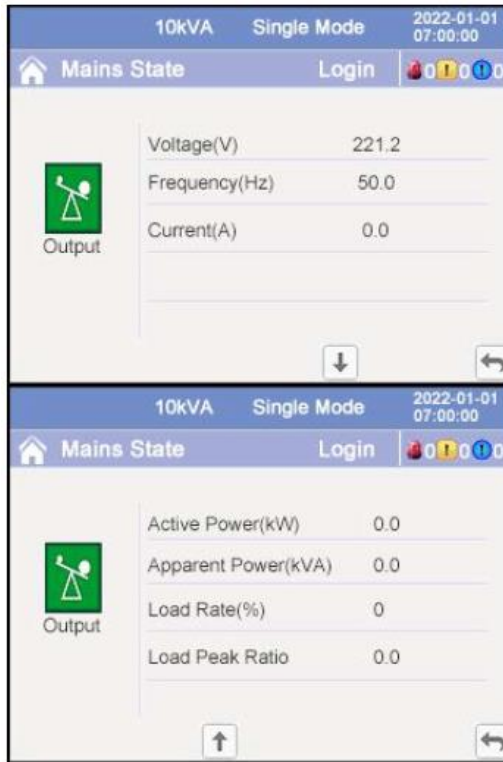 10kVA Single Mode 2022-01-01
07:00:00
Mains State Login 0 ! 0 ! 0
Voltage(V) 221.2
Frequency(Hz) 50.0
Output
Current(A) 0.0
10kVA Single Mode 2022-01-01
07:00:00
Mains State Login 0 ! 0 ! 0
Active Power(kW) 0.0
Apparent Power(kVA) 0.0
Output
Load Rate(%) 0
Load Peak Ratio 0.0